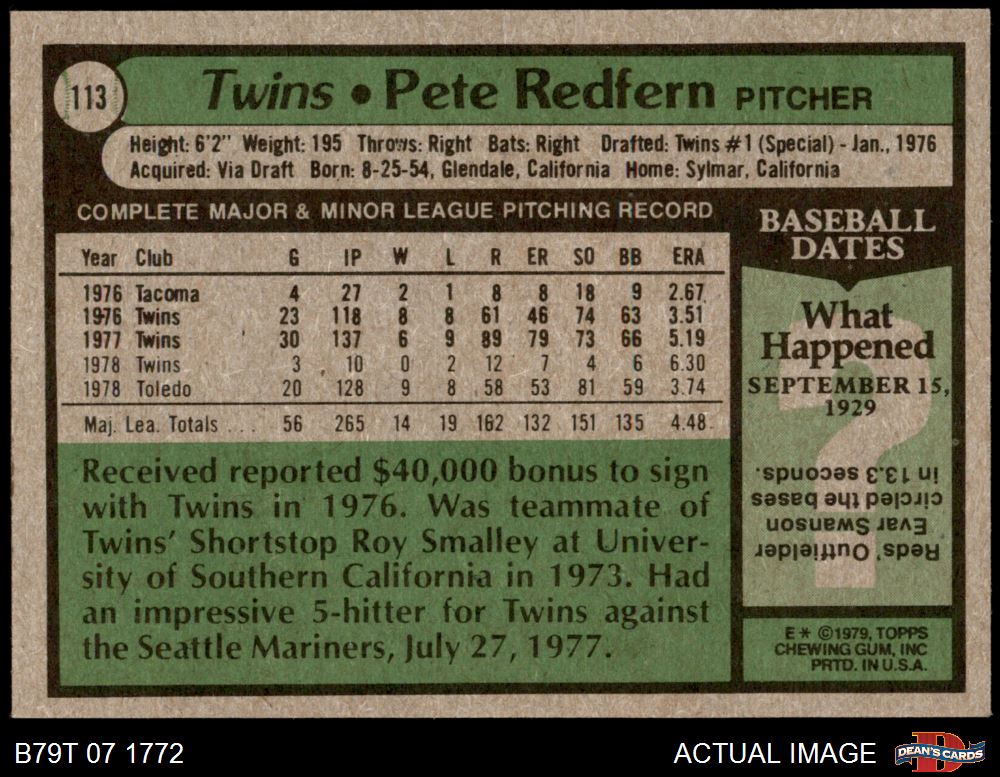 113
Twins • Pete Redfern PITCHER
Height: 6'2" Weight: 195 Throws: Right Bats: Right Drafted: Twins #1 (Special) - Jan., 1976
Acquired: Via Draft Born: 8-25-54, Glendale, California Home: Sylmar, California
COMPLETE MAJOR & MINOR LEAGUE PITCHING RECORD
Year Club G IP W L R ER SO BB ERA
1976 Tacoma 4 27 2 1 8 8 18 9 2.67
1976 Twins 23 118 8 8 61 46 74 63 3.51
1977 Twins 30 137 6 9 89 79 73 66 5.19
1978 Twins 3 10 0 2 12 7 4 6 6.30
1978 Toledo 20 128 9 8 58 53 81 59 3.74
Maj. Lea. Totals . . . 56 265 14 19 162 132 151 135 4.48
Received reported $40,000 bonus to sign
with Twins in 1976. Was teammate of
Twins' Shortstop Roy Smalley at Univer-
sity of Southern California in 1973. Had
an impressive 5-hitter for Twins against
the Seattle Mariners, July 27, 1977.
BASEBALL
DATES
What
Happened
SEPTEMBER 15,
1929
?
Reds' Outfielder
Evar Swanson
circled the bases
in 13.3 seconds.
E* ©1979, TOPPS
CHEWING GUM, INC
PRTD. IN U.S.A.
B79T 07 1772
ACTUAL IMAGE
D
DEAN'S CARDS